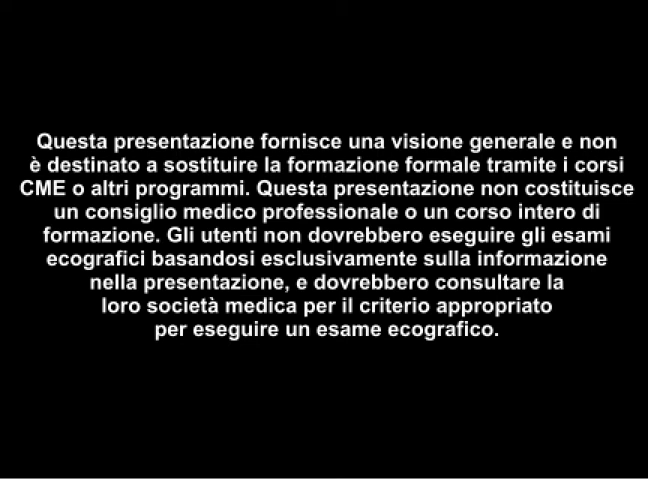 Questa presentazione fornisce una visione generale e non
è destinato a sostituire la formazione formale tramite i corsi
CME o altri programmi. Questa presentazione non costituisce
un consiglio medico professionale o un corso intero di
formazione. Gli utenti non dovrebbero eseguire gli esami
ecografici basandosi esclusivamente sulla informazione
nella presentazione, e dovrebbero consultare la
loro società medica per il criterio appropriato
per eseguire un esame ecografico.